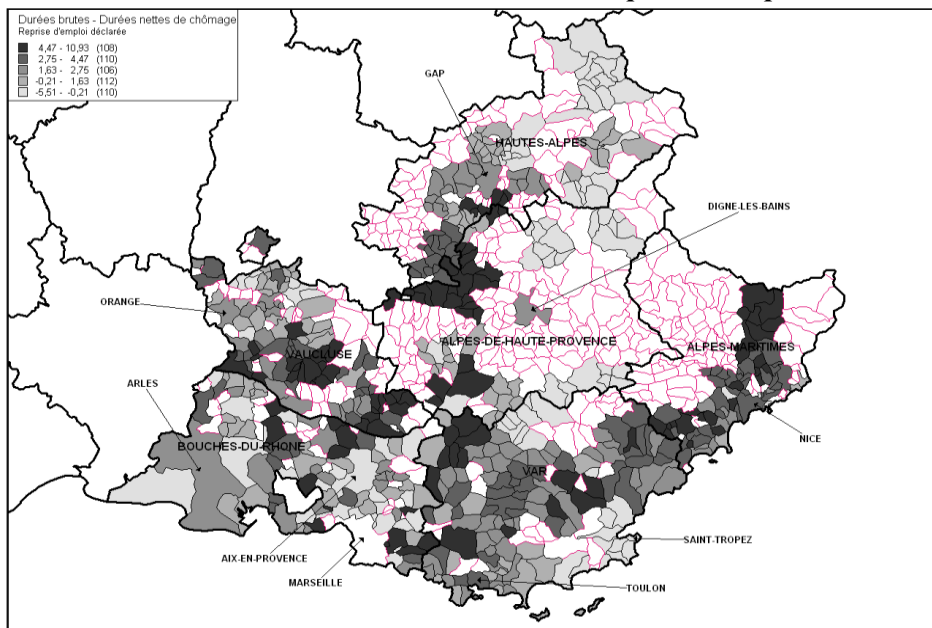 Durées brutes - Durées nettes de chômage
Reprise d'emploi déclarée
4,47 - 10,93 (108)
2,75 - 4,47 (110)
1,63 - 2,75 (106)
-0,21 - 1,63 (112)
-5,51 - -0,21 (110)
GAP
HAUTES-ALPES
DIGNE-LES-BAINS
ORANGE
VAUCLUSE
ALPES-DE-HAUTE-PROVENCE
ALPES-MARITIMES
ARLES
BOUCHES-DU-RHONE
NICE
VAR
AIX-EN-PROVENCE
SAINT-TROPEZ
MARSEILLE
TOULON